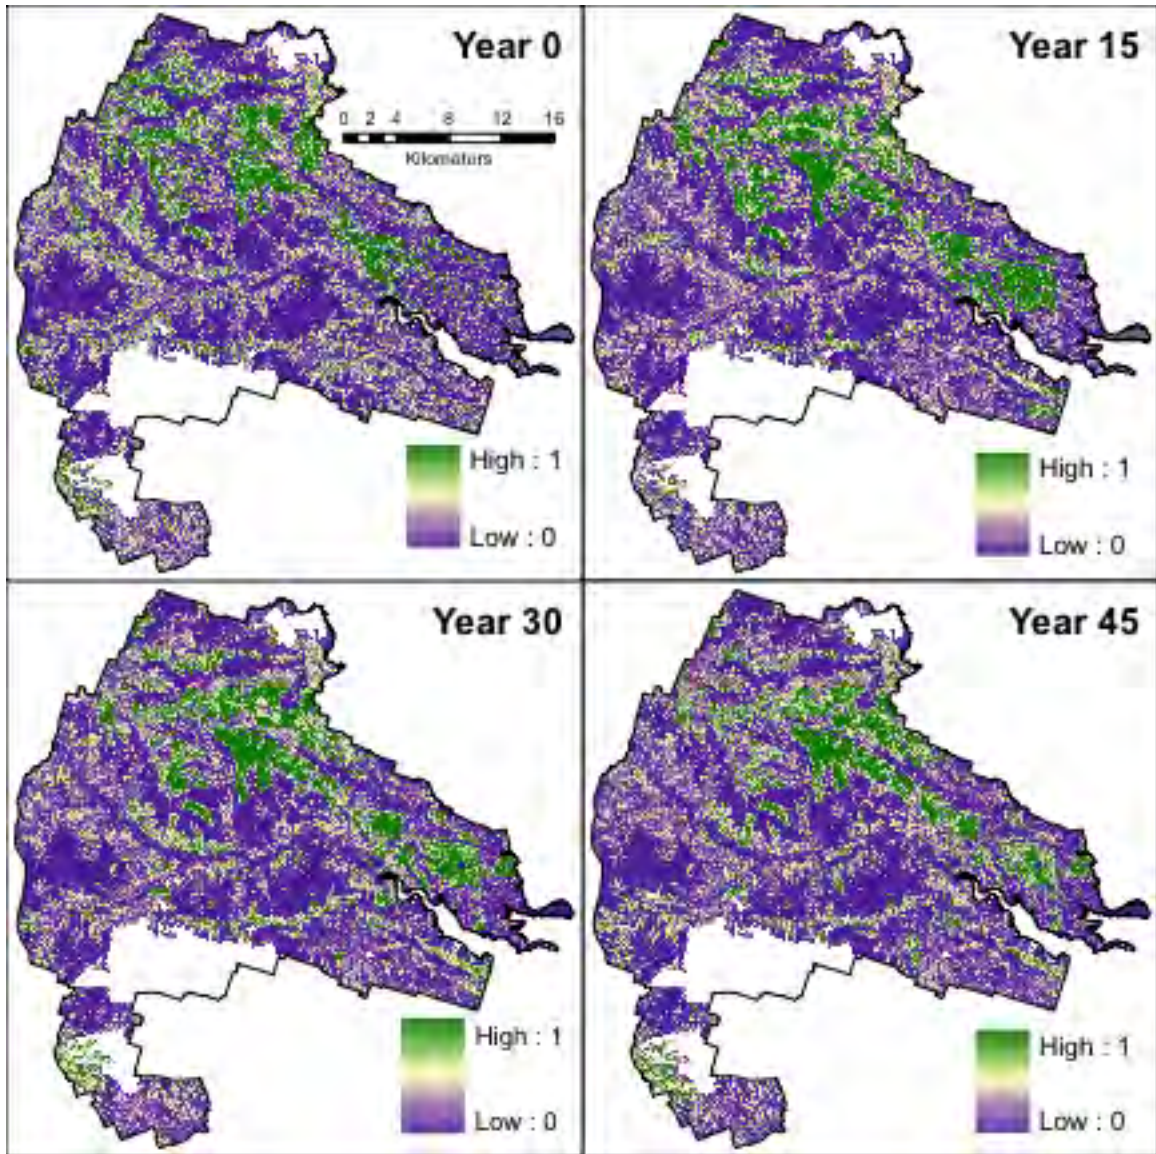 Year 0
0 2 4 8 12 16
Kilometers
High : 1
Low : 0
Year 15
High : 1
Low : 0
Year 30
High : 1
Low : 0
Year 45
High : 1
Low : 0